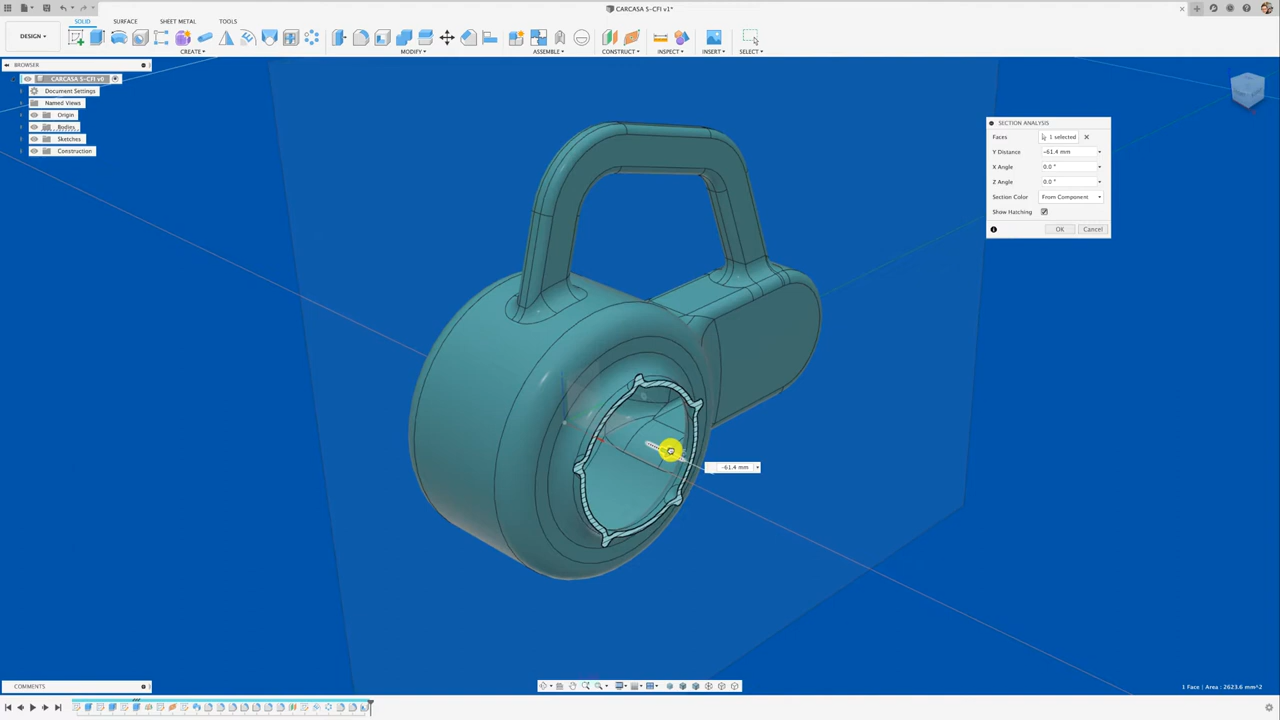 CARCASA S-CFI v1*
SOLID SURFACE SHEET METAL TOOLS
DESIGN
CREATE MODIFY ASSEMBLE CONSTRUCT INSPECT INSERT SELECT
BROWSER
CARCASA S-CFI v0
Document Settings
Named Views
Origin
Bodies
Sketches
Construction
SECTION ANALYSIS
Faces 1 selected
Y Distance -61.4 mm
X Angle 0.0 °
Z Angle 0.0 °
Section Color From Component
Show Hatching
OK Cancel
-61.4 mm
COMMENTS
1 Face | Area : 2623.6 mm^2